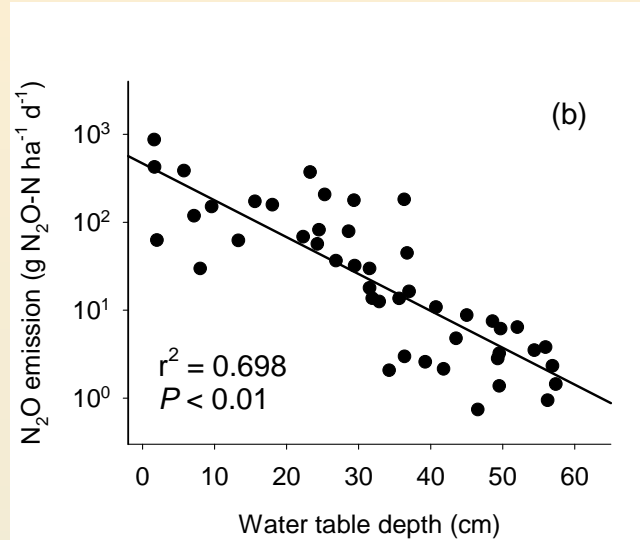 (b)
N₂O emission (g N₂O-N ha⁻¹ d⁻¹)
10³
10²
10¹
10⁰
r² = 0.698
P < 0.01
0 10 20 30 40 50 60
Water table depth (cm)